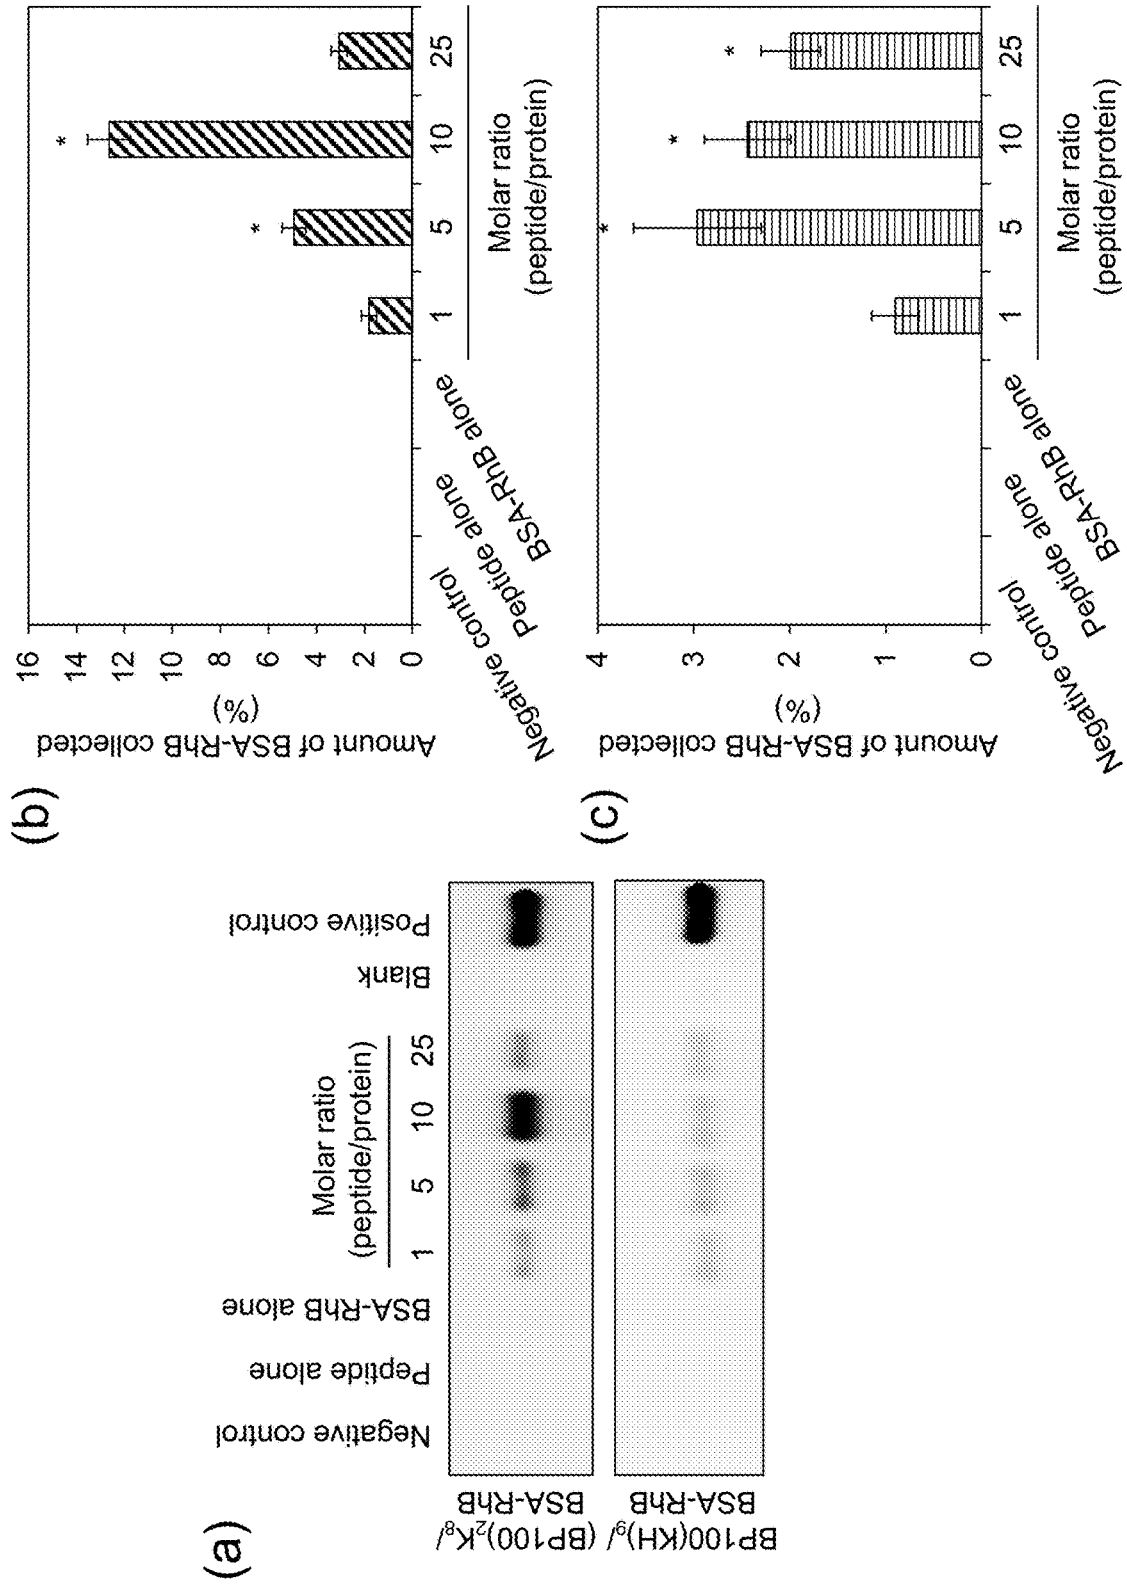 (a)
Negative control
Peptide alone
BSA-RhB alone
Molar ratio
(peptide/protein)
1 5 10 25
Blank
Positive control
(BP100)₂K₈/
BSA-RhB
BP100(KH)₉/
BSA-RhB
(b)
Amount of BSA-RhB collected
(%)
16
14
12
10
8
6
4
2
0
* * 
Negative control
Peptide alone
BSA-RhB alone
1 5 10 25
Molar ratio
(peptide/protein)
(c)
Amount of BSA-RhB collected
(%)
4
3
2
1
0
* * *
Negative control
Peptide alone
BSA-RhB alone
1 5 10 25
Molar ratio
(peptide/protein)